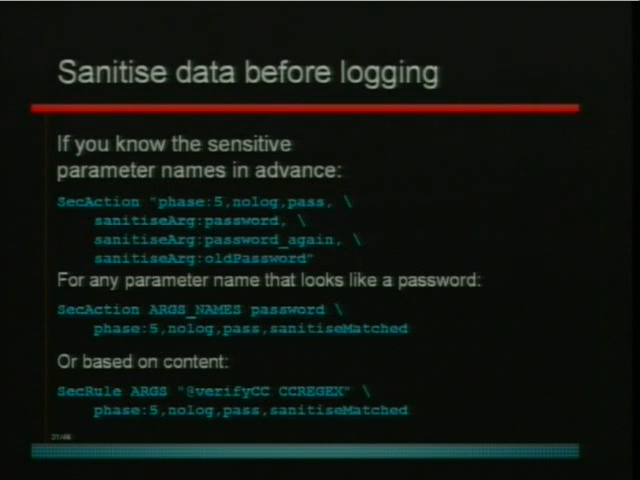 Sanitise data before logging
If you know the sensitive
parameter names in advance:
SecAction "phase:5,nolog,pass, \
sanitiseArg:password, \
sanitiseArg:password_again, \
sanitiseArg:oldPassword"
For any parameter name that looks like a password:
SecAction ARGS_NAMES password \
phase:5,nolog,pass,sanitiseMatched
Or based on content:
SecRule ARGS "@verifyCC CCREGEX" \
phase:5,nolog,pass,sanitiseMatched